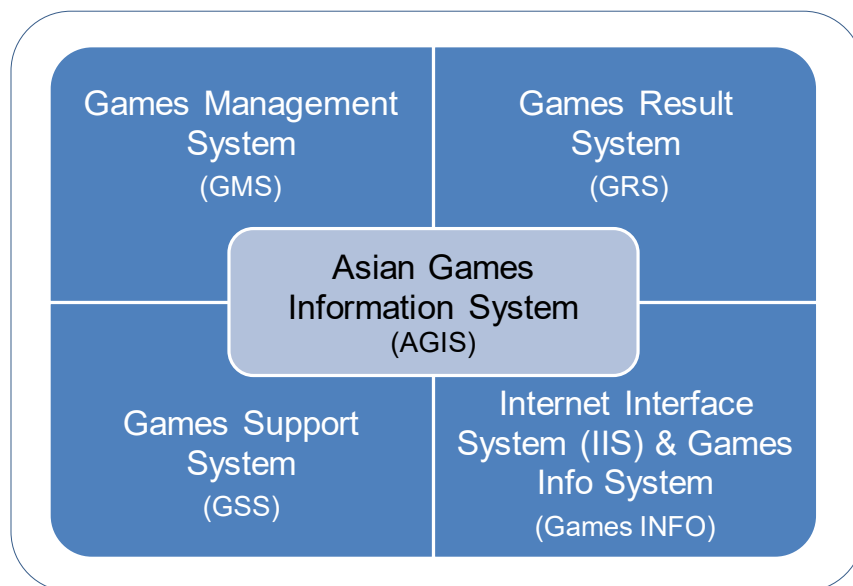 Games Management
System
(GMS)
Games Result
System
(GRS)
Asian Games
Information System
(AGIS)
Games Support
System
(GSS)
Internet Interface
System (IIS) & Games
Info System
(Games INFO)